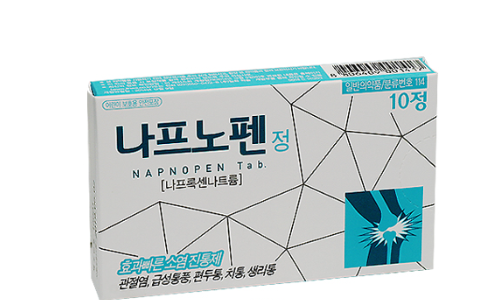 일반의약품/분류번호 114
10정
나프노펜 정
NAPNOPEN Tab.
[나프록센나트륨]
효과빠른 소염 진통제
관절염, 급성통풍, 편두통, 치통, 생리통